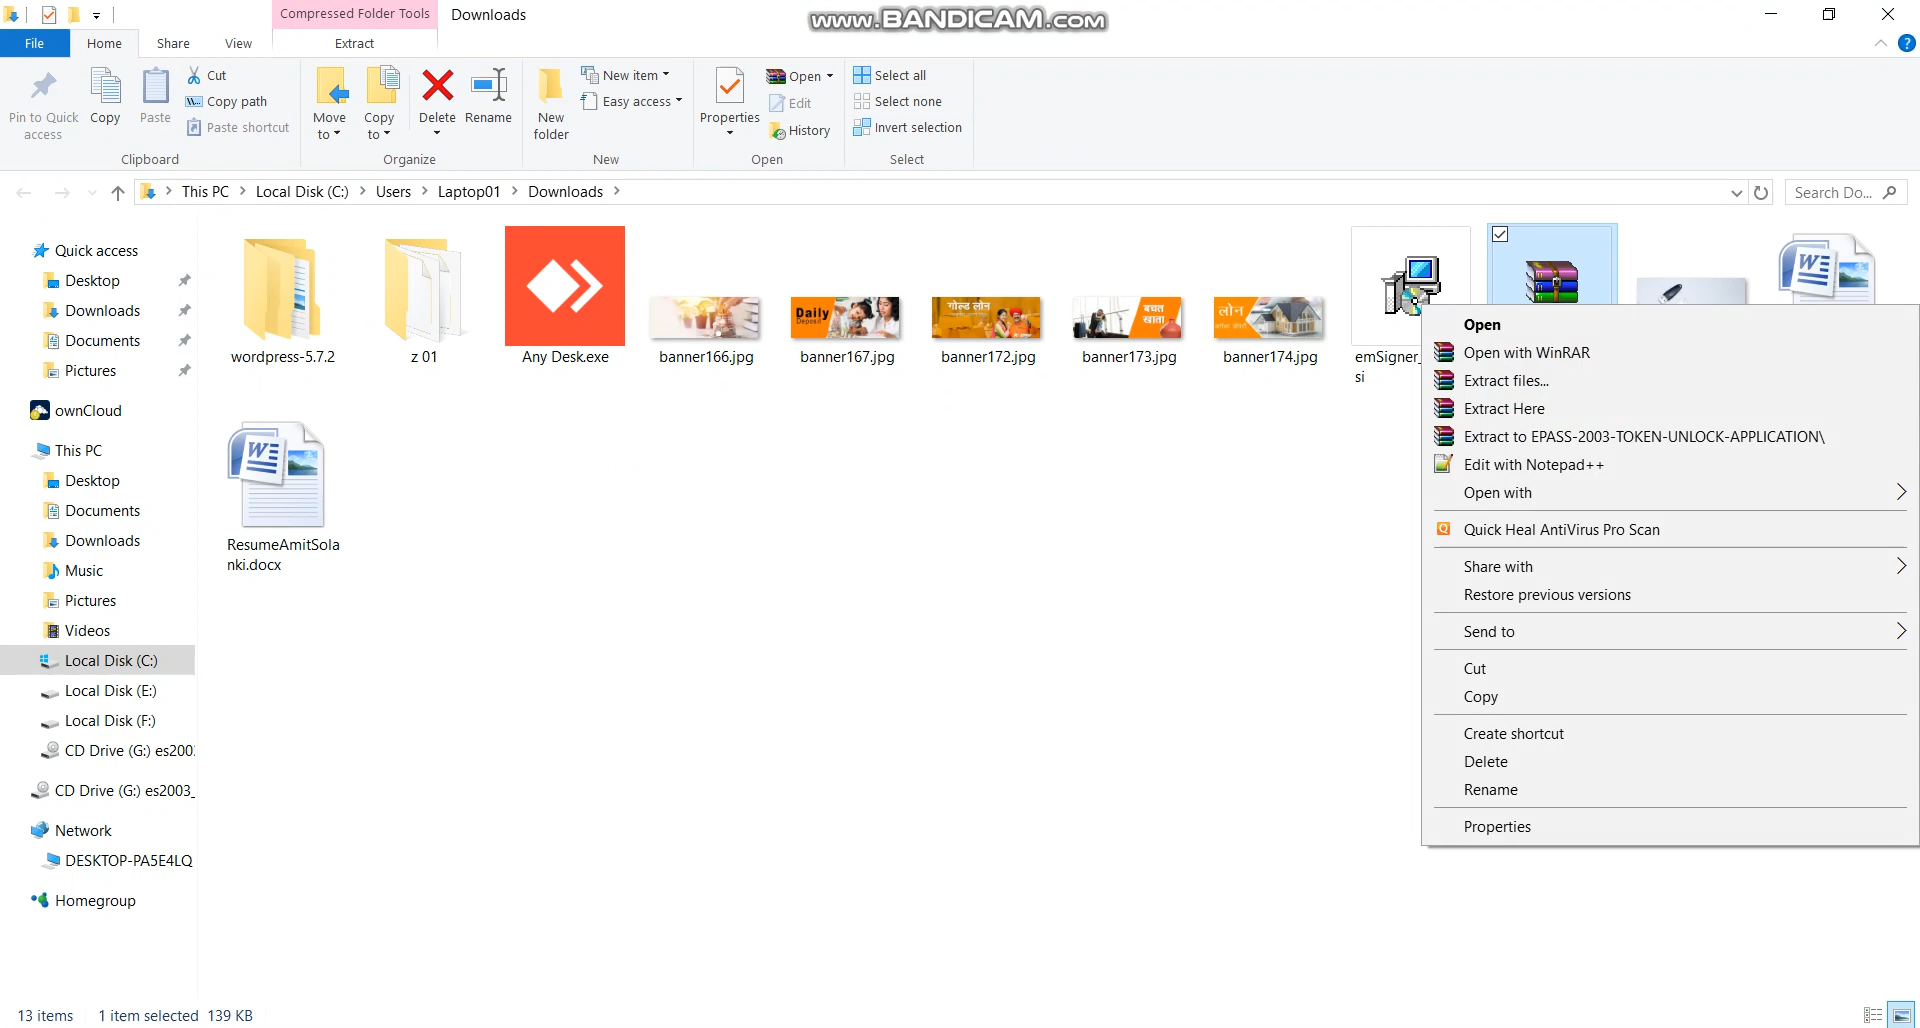 Compressed Folder Tools
Downloads
www.BANDICAM.com
File
Home
Share
View
Extract
Pin to Quick access
Copy
Paste
Cut
Copy path
Paste shortcut
Clipboard
Move to
Copy to
Delete
Rename
Organize
New folder
New item
Easy access
New
Properties
Open
Edit
History
Open
Select all
Select none
Invert selection
Select
This PC
Local Disk (C:)
Users
Laptop01
Downloads
Search Do...
Quick access
Desktop
Downloads
Documents
Pictures
ownCloud
This PC
Desktop
Documents
Downloads
Music
Pictures
Videos
Local Disk (C:)
Local Disk (E:)
Local Disk (F:)
CD Drive (G:) es200
CD Drive (G:) es2003_
Network
DESKTOP-PA5E4LQ
Homegroup
wordpress-5.7.2
z 01
Any Desk.exe
banner166.jpg
Daily
Deposit
banner167.jpg
गोल्ड लोन
banner172.jpg
बचत
खाता
banner173.jpg
लोन
banner174.jpg
emSigner_
si
ResumeAmitSola
nki.docx
Open
Open with WinRAR
Extract files...
Extract Here
Extract to EPASS-2003-TOKEN-UNLOCK-APPLICATION\
Edit with Notepad++
Open with
Quick Heal AntiVirus Pro Scan
Share with
Restore previous versions
Send to
Cut
Copy
Create shortcut
Delete
Rename
Properties
13 items
1 item selected 139 KB